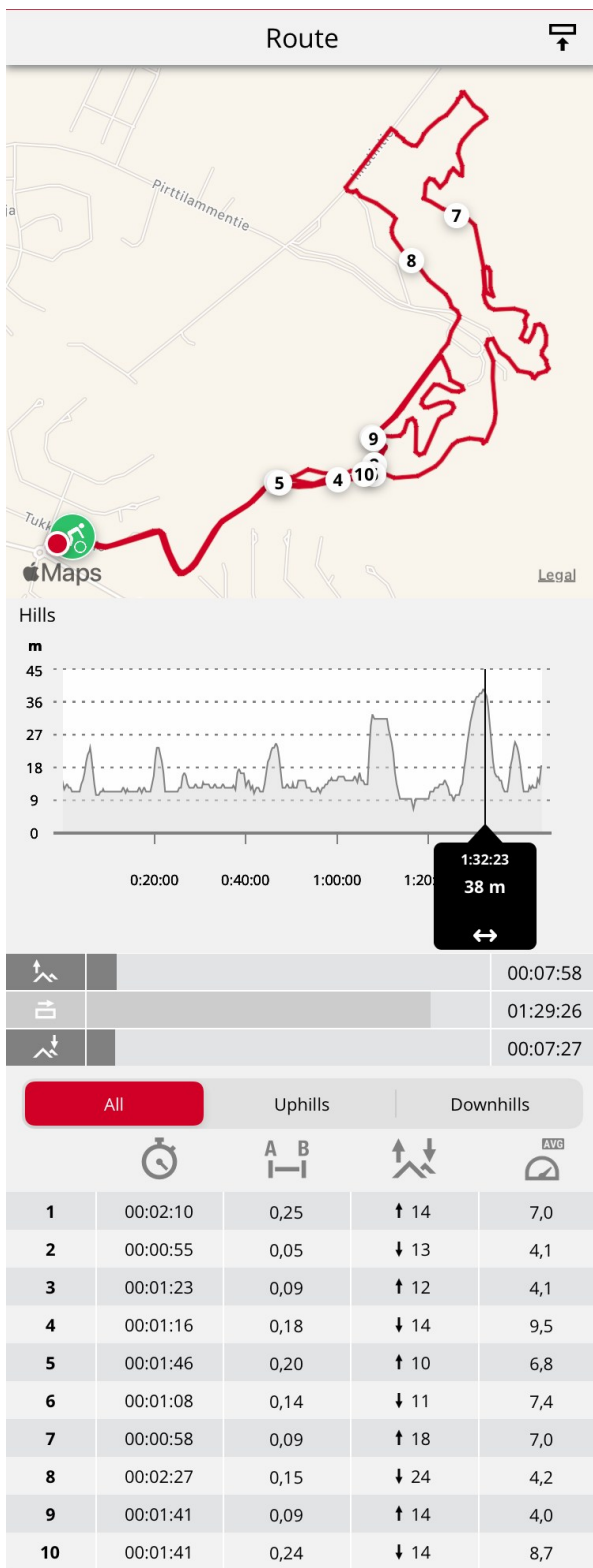 Route
Pirttilammentie
ja
7
8
9
5
4
10
Tukk
Maps
Legal
Hills
m
45
36
27
18
9
0
0:20:00 0:40:00 1:00:00 1:20:
1:32:23
38 m
00:07:58
01:29:26
00:07:27
All Uphills Downhills
A B AVG
1 00:02:10 0,25 14 7,0
2 00:00:55 0,05 13 4,1
3 00:01:23 0,09 12 4,1
4 00:01:16 0,18 14 9,5
5 00:01:46 0,20 10 6,8
6 00:01:08 0,14 11 7,4
7 00:00:58 0,09 18 7,0
8 00:02:27 0,15 24 4,2
9 00:01:41 0,09 14 4,0
10 00:01:41 0,24 14 8,7